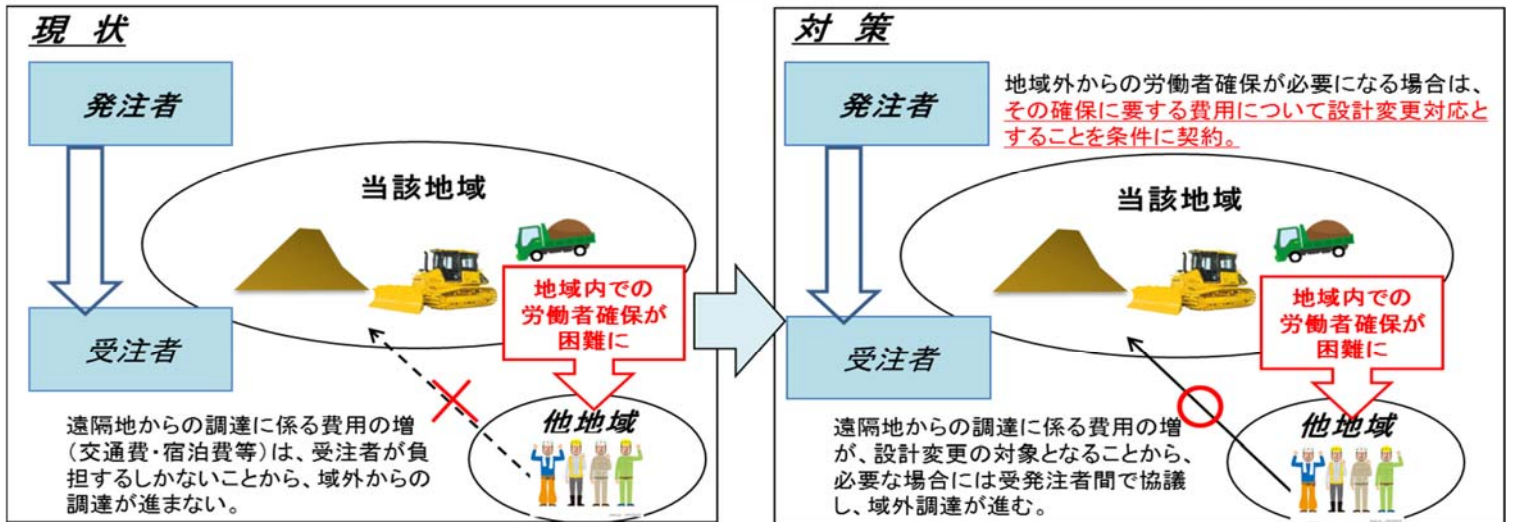 現 状
発注者
当該地域
地域内での
労働者確保が
困難に
受注者
他地域
遠隔地からの調達に係る費用の増
(交通費・宿泊費等)は、受注者が負
担するしかないことから、域外からの
調達が進まない。
対 策
発注者
地域外からの労働者確保が必要になる場合は、
その確保に要する費用について設計変更対応と
することを条件に契約。
当該地域
地域内での
労働者確保が
困難に
受注者
他地域
遠隔地からの調達に係る費用の増
が、設計変更の対象となることから、
必要な場合には受発注者間で協議
し、域外調達が進む。